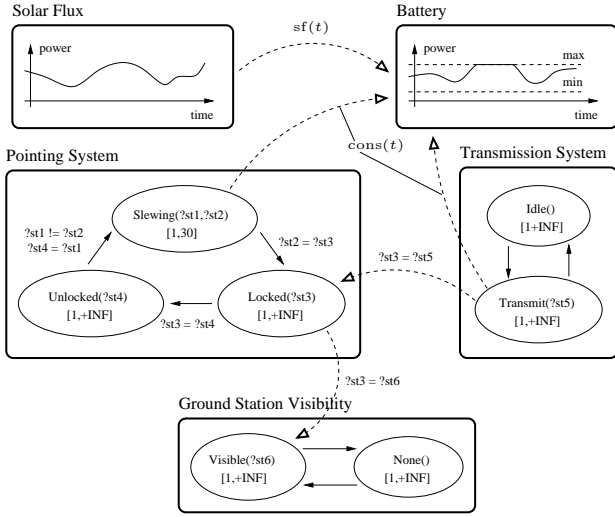 Solar Flux
power
time
sf(t)
Battery
power
max
min
time
cons(t)
Pointing System
Slewing(?st1,?st2)
[1,30]
?st1 != ?st2
?st4 = ?st1
?st2 = ?st3
Unlocked(?st4)
[1,+INF]
Locked(?st3)
[1,+INF]
?st3 = ?st4
?st3 = ?st5
Transmission System
Idle()
[1+INF]
Transmit(?st5)
[1,+INF]
?st3 = ?st6
Ground Station Visibility
Visible(?st6)
[1,+INF]
None()
[1,+INF]